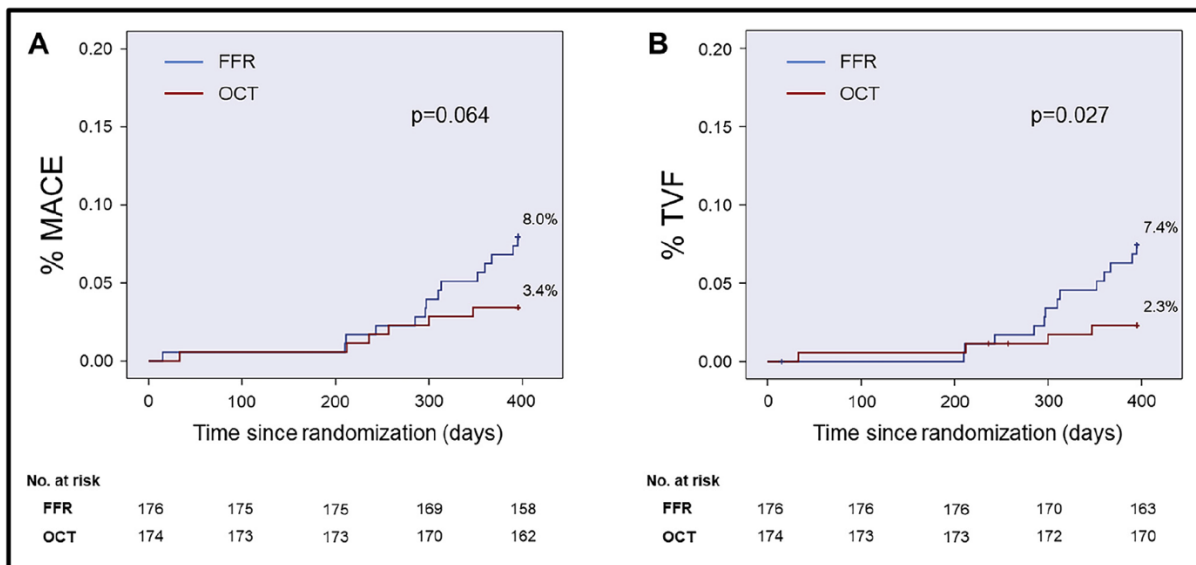 A
B
0.20
0.15
0.10
0.05
0.00
% MACE
FFR
OCT
p=0.064
8.0%
3.4%
0 100 200 300 400
Time since randomization (days)
0.20
0.15
0.10
0.05
0.00
% TVF
FFR
OCT
p=0.027
7.4%
2.3%
0 100 200 300 400
Time since randomization (days)
No. at risk
FFR 176 175 175 169 158
OCT 174 173 173 170 162
No. at risk
FFR 176 176 176 170 163
OCT 174 173 173 172 170